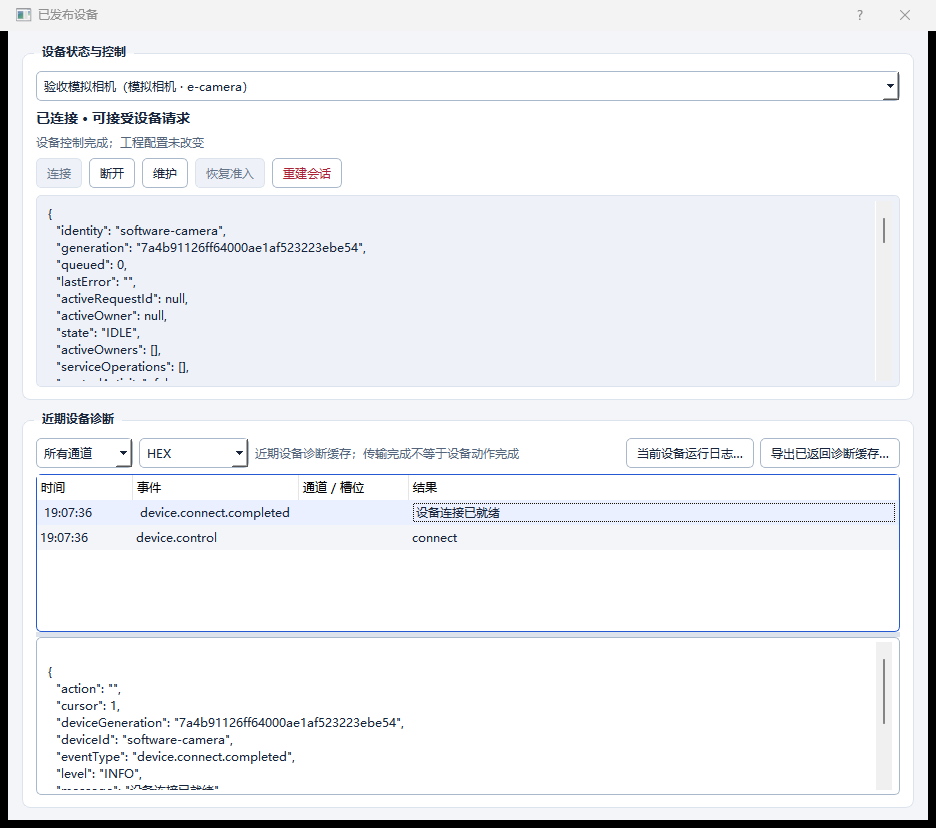 已发布设备
?
设备状态与控制
验收模拟相机（模拟相机 · e-camera）
已连接 • 可接受设备请求
设备控制完成；工程配置未改变
连接 断开 维护 恢复准入 重建会话
{
"identity": "software-camera",
"generation": "7a4b91126ff64000ae1af523223ebe54",
"queued": 0,
"lastError": "",
"activeRequestId": null,
"activeOwner": null,
"state": "IDLE",
"activeOwners": [],
"serviceOperations": [],
近期设备诊断
所有通道 HEX 近期设备诊断缓存；传输完成不等于设备动作完成 当前设备运行日志... 导出已返回诊断缓存...
时间 事件 通道 / 槽位 结果
19:07:36 device.connect.completed 设备连接已就绪
19:07:36 device.control connect
{
"action": "",
"cursor": 1,
"deviceGeneration": "7a4b91126ff64000ae1af523223ebe54",
"deviceId": "software-camera",
"eventType": "device.connect.completed",
"level": "INFO",
"message": "设备连接已就绪"